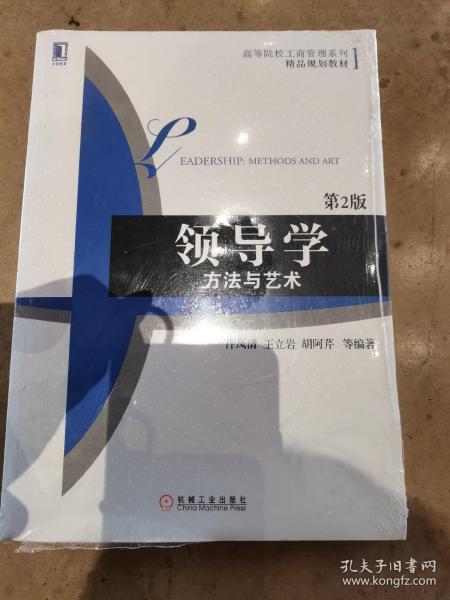 高等院校工商管理系列
精品规划教材
LEADERSHIP: METHODS AND ART
第2版
领导学
方法与艺术
王立岩 胡阿芹 等编著
机械工业出版社
China Machine Press
孔夫子旧书网
www.kongfz.com